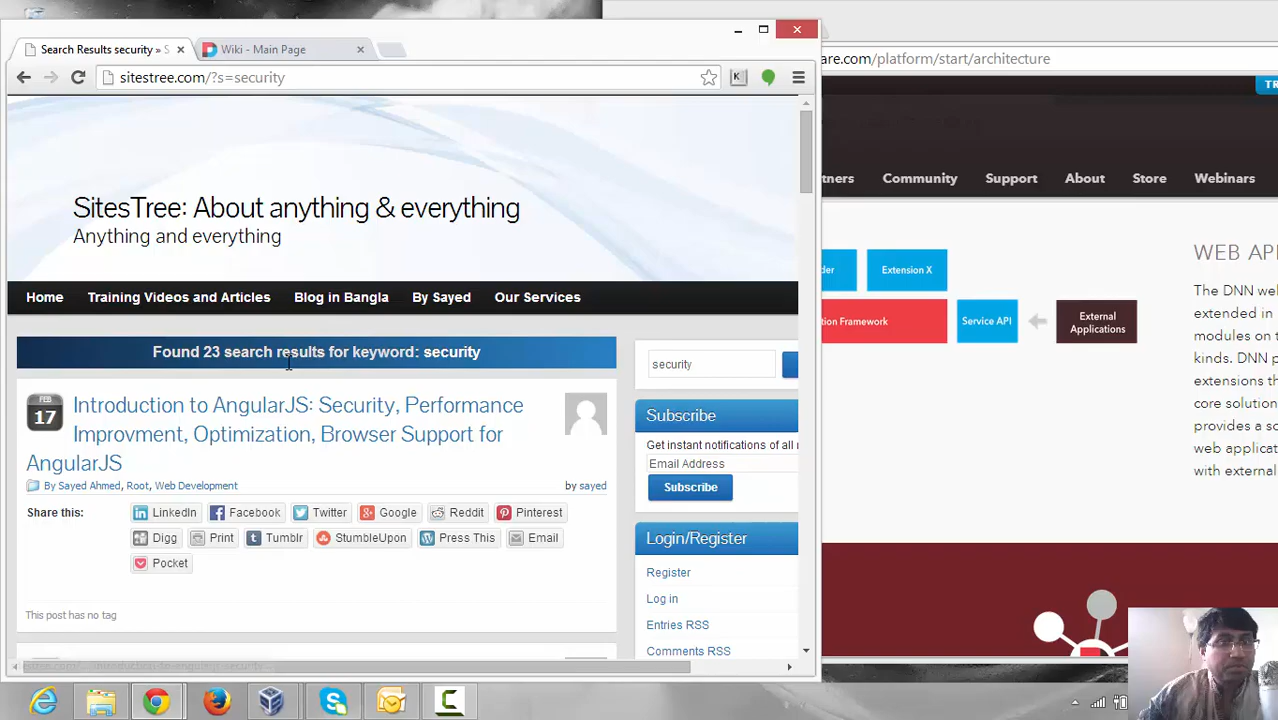 Search Results security » S
Wiki - Main Page
sitestree.com/?s=security
are.com/platform/start/architecture
SitesTree: About anything & everything
Anything and everything
Home Training Videos and Articles Blog in Bangla By Sayed Our Services
Found 23 search results for keyword: security
FEB
17
Introduction to AngularJS: Security, Performance
Improvment, Optimization, Browser Support for
AngularJS
By Sayed Ahmed, Root, Web Development
by sayed
Share this:
LinkedIn Facebook Twitter Google Reddit Pinterest
Digg Print Tumblr StumbleUpon Press This Email
Pocket
This post has no tag
security
Subscribe
Get instant notifications of all n
Email Address
Subscribe
Login/Register
Register
Log in
Entries RSS
Comments RSS
TR
tners Community Support About Store Webinars
der
Extension X
tion Framework
Service API
External
Applications
WEB API
The DNN wel
extended in
modules on t
kinds. DNN p
extensions th
core solution
provides a sc
web applicat
with external